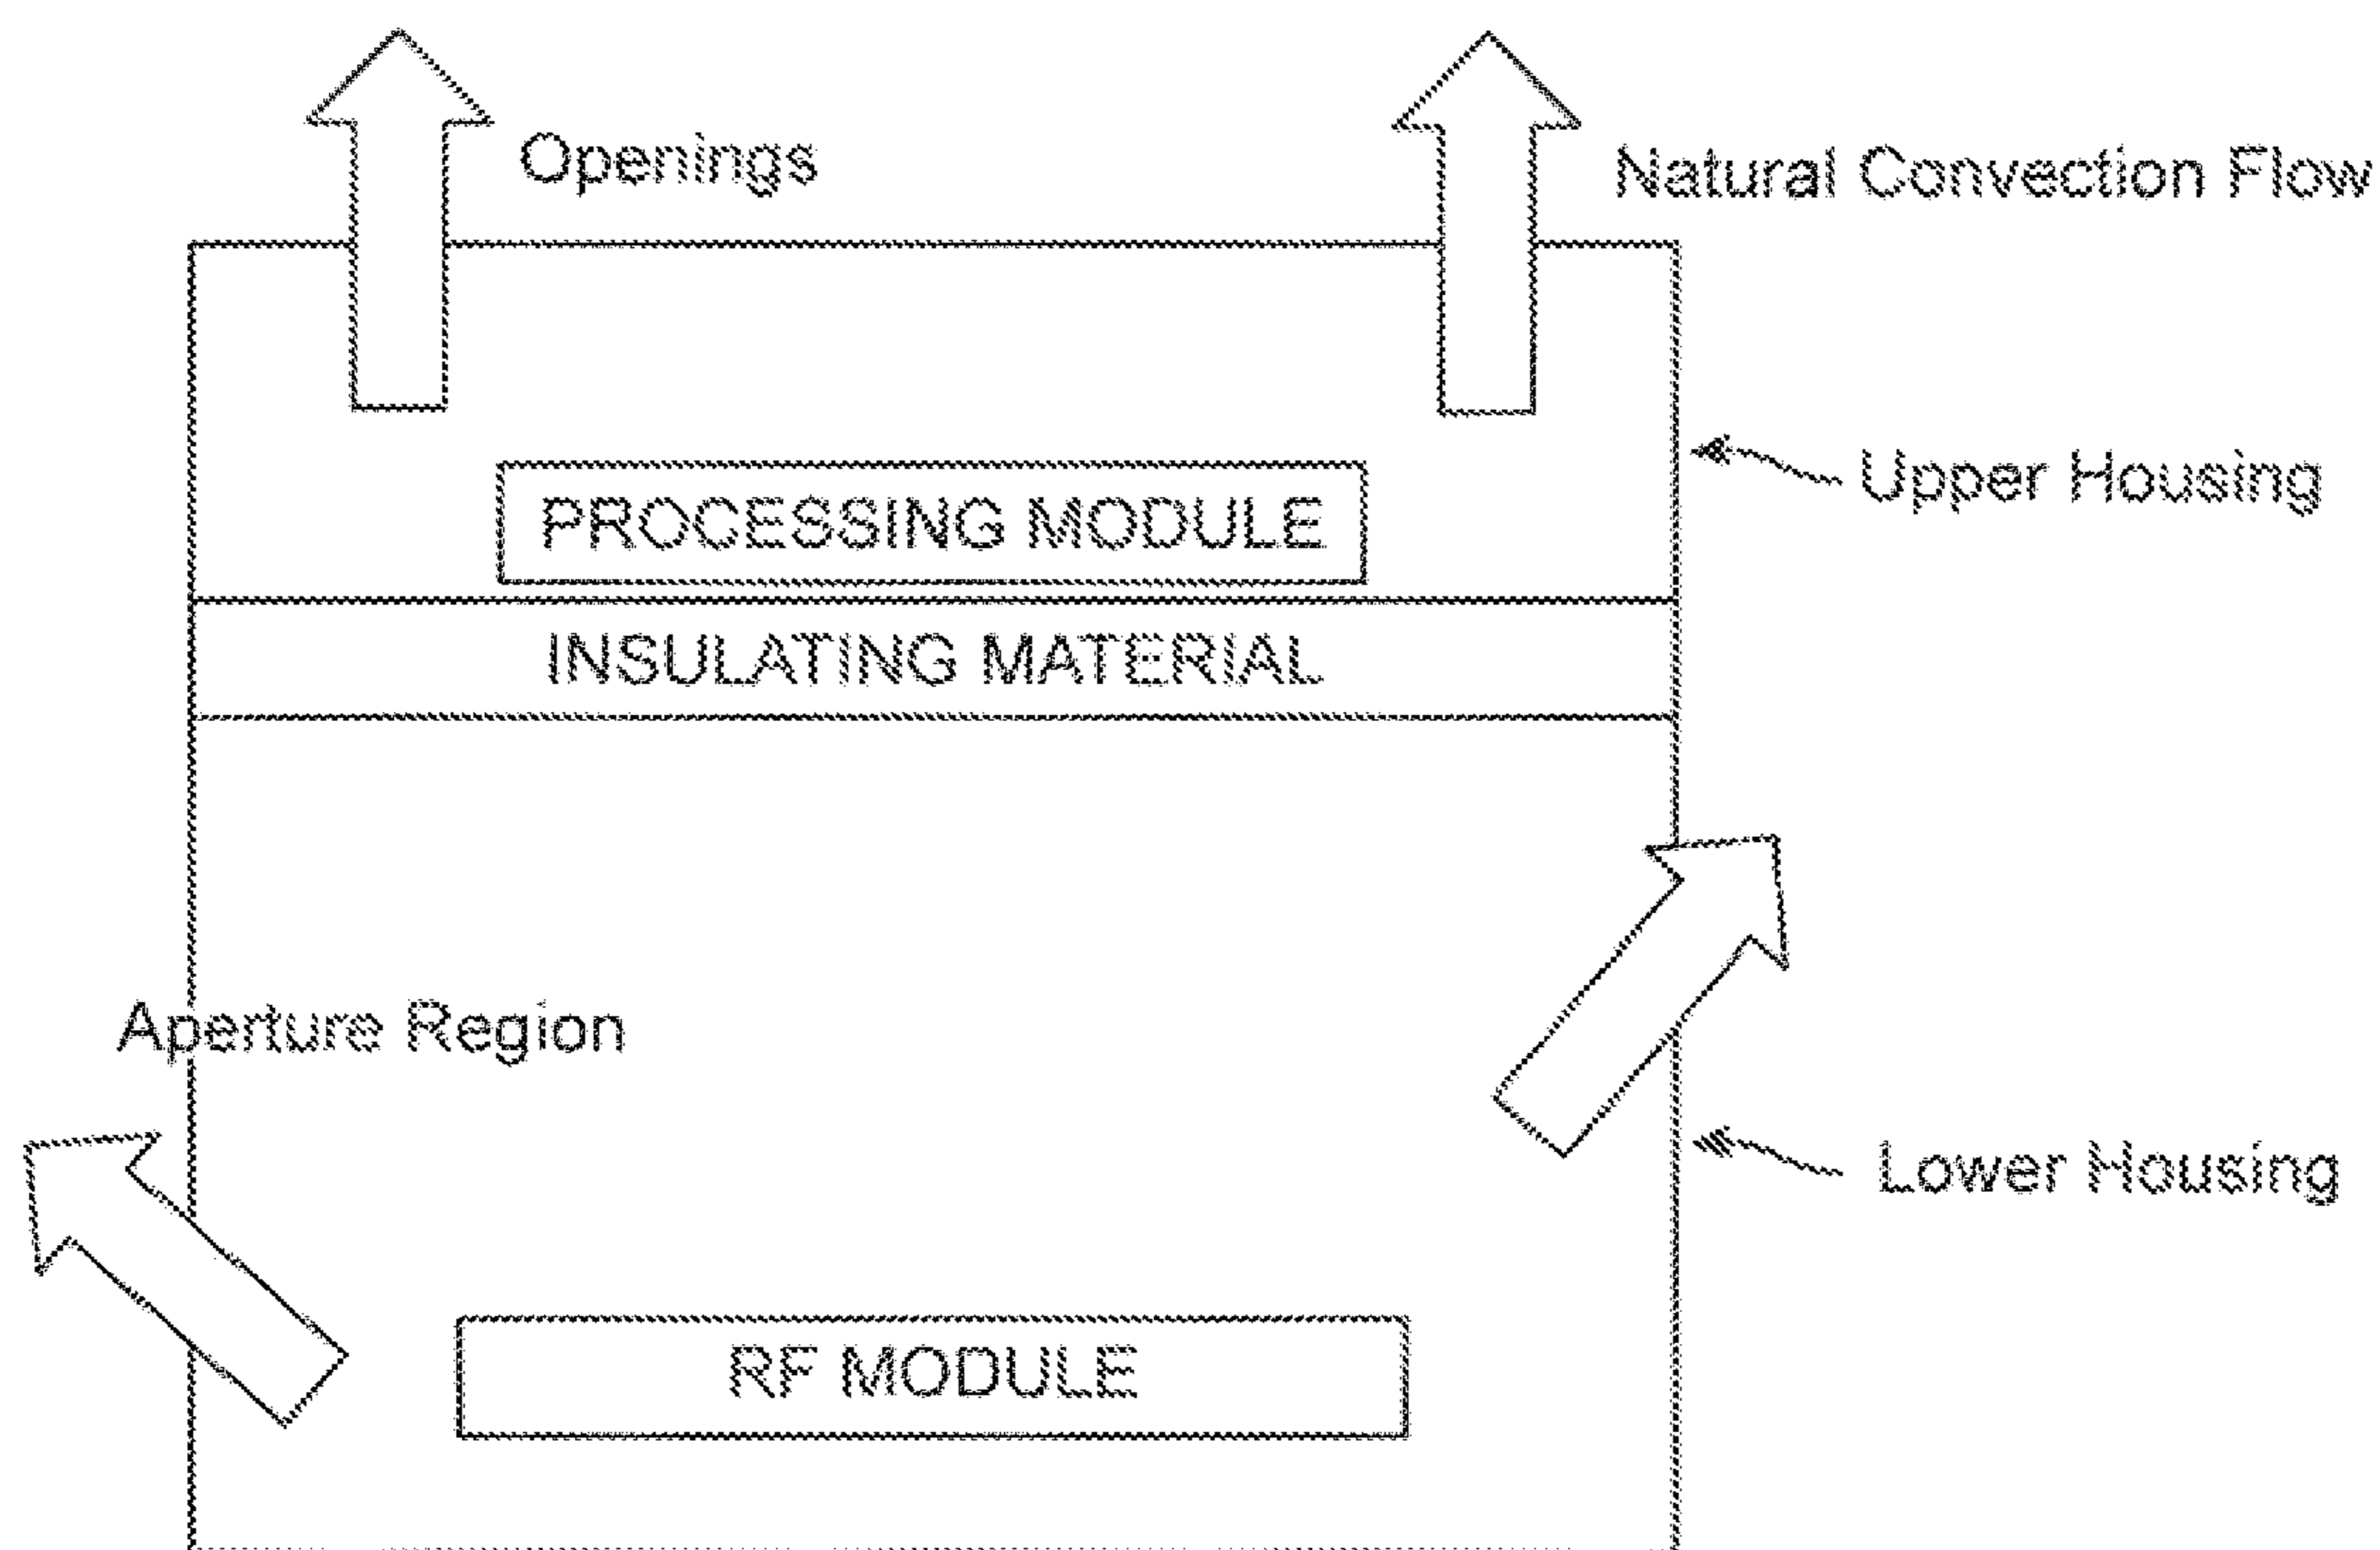 Openings
Natural Convection Flow
Upper Housing
PROCESSING MODULE
INSULATING MATERIAL
Aperture Region
Lower Housing
RF MODULE